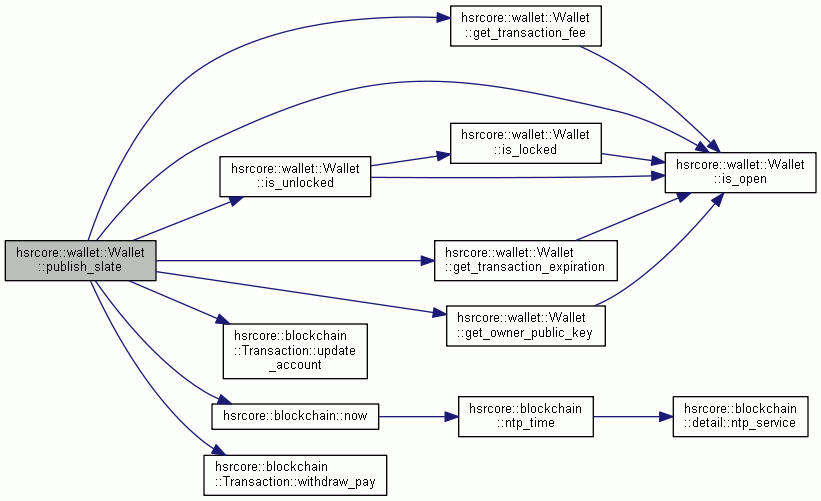 hsrcore::wallet::Wallet
::get_transaction_fee
hsrcore::wallet::Wallet
::is_locked
hsrcore::wallet::Wallet
::is_open
hsrcore::wallet::Wallet
::is_unlocked
hsrcore::wallet::Wallet
::publish_slate
hsrcore::wallet::Wallet
::get_transaction_expiration
hsrcore::wallet::Wallet
::get_owner_public_key
hsrcore::blockchain
::Transaction::update
_account
hsrcore::blockchain::now
hsrcore::blockchain
::ntp_time
hsrcore::blockchain
::detail::ntp_service
hsrcore::blockchain
::Transaction::withdraw_pay